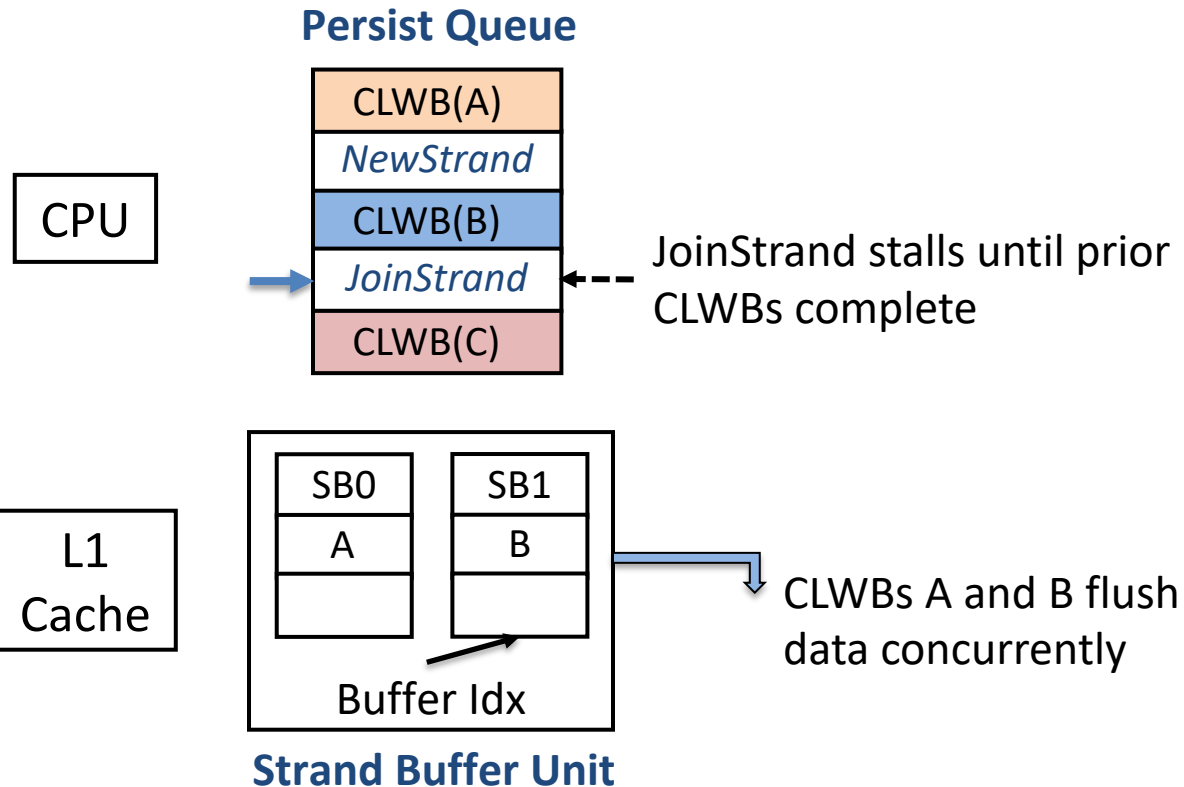 Persist Queue
CLWB(A)
NewStrand
CPU
CLWB(B)
JoinStrand
JoinStrand stalls until prior
CLWBs complete
CLWB(C)
SB0
SB1
L1
Cache
A
B
CLWBs A and B flush
data concurrently
Buffer Idx
Strand Buffer Unit